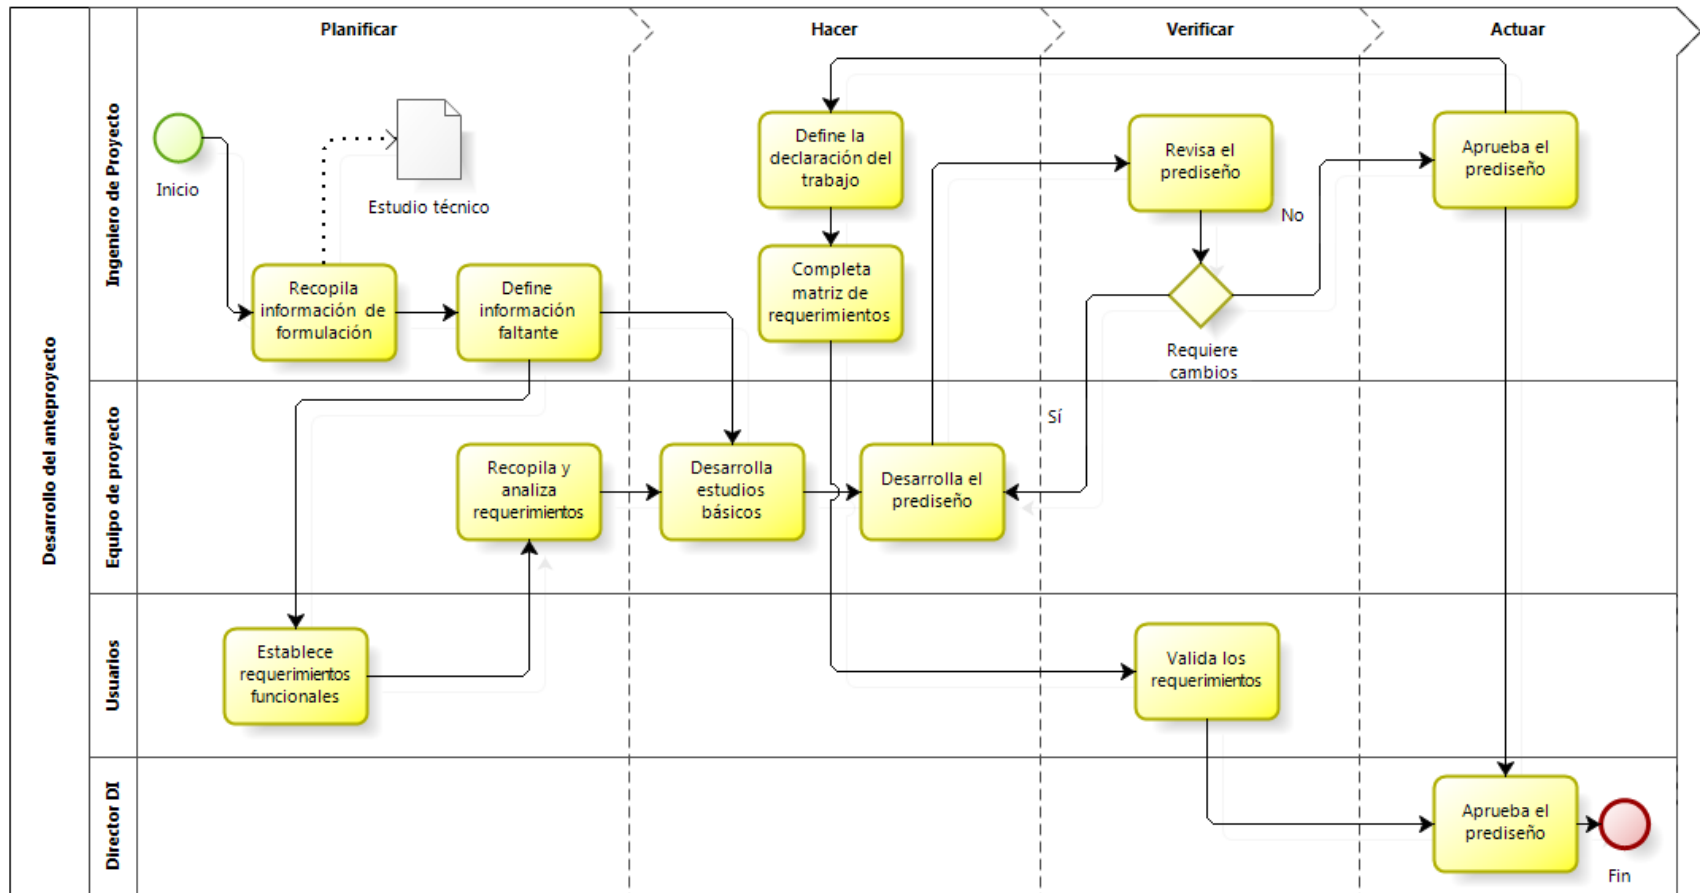 Planificar
Hacer
Verificar
Actuar
Desarrollo del anteproyecto
Ingeniero de Proyecto
Inicio
Estudio técnico
Recopila
información de
formulación
Define
información
faltante
Define la
declaración del
trabajo
Completa
matriz de
requerimientos
Revisa el
prediseño
No
Requiere
cambios
Aprueba el
prediseño
Equipo de proyecto
Recopila y
analiza
requerimientos
Desarrolla
estudios
básicos
Desarrolla el
prediseño
Sí
Usuarios
Establece
requerimientos
funcionales
Valida los
requerimientos
Director DI
Aprueba el
prediseño
Fin